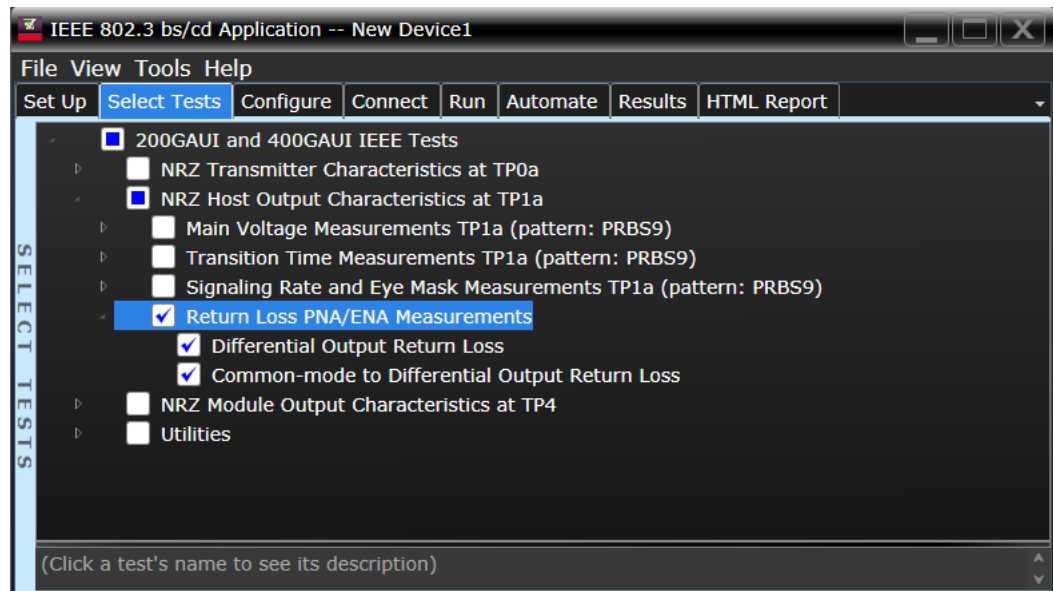 IEEE 802.3 bs/cd Application -- New Device1
File View Tools Help
Set Up Select Tests Configure Connect Run Automate Results HTML Report
SELECT TESTS
200GAUI and 400GAUI IEEE Tests
NRZ Transmitter Characteristics at TP0a
NRZ Host Output Characteristics at TP1a
Main Voltage Measurements TP1a (pattern: PRBS9)
Transition Time Measurements TP1a (pattern: PRBS9)
Signaling Rate and Eye Mask Measurements TP1a (pattern: PRBS9)
Return Loss PNA/ENA Measurements
Differential Output Return Loss
Common-mode to Differential Output Return Loss
NRZ Module Output Characteristics at TP4
Utilities
(Click a test's name to see its description)